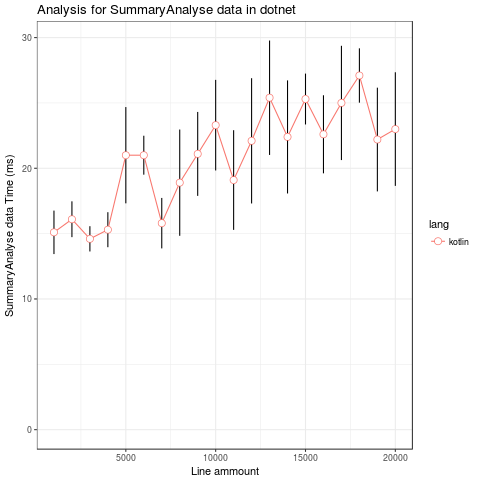 Analysis for SummaryAnalyse data in dotnet
SummaryAnalyse data Time (ms)
30
20
10
0
5000
10000
15000
20000
Line ammount
lang
kotlin